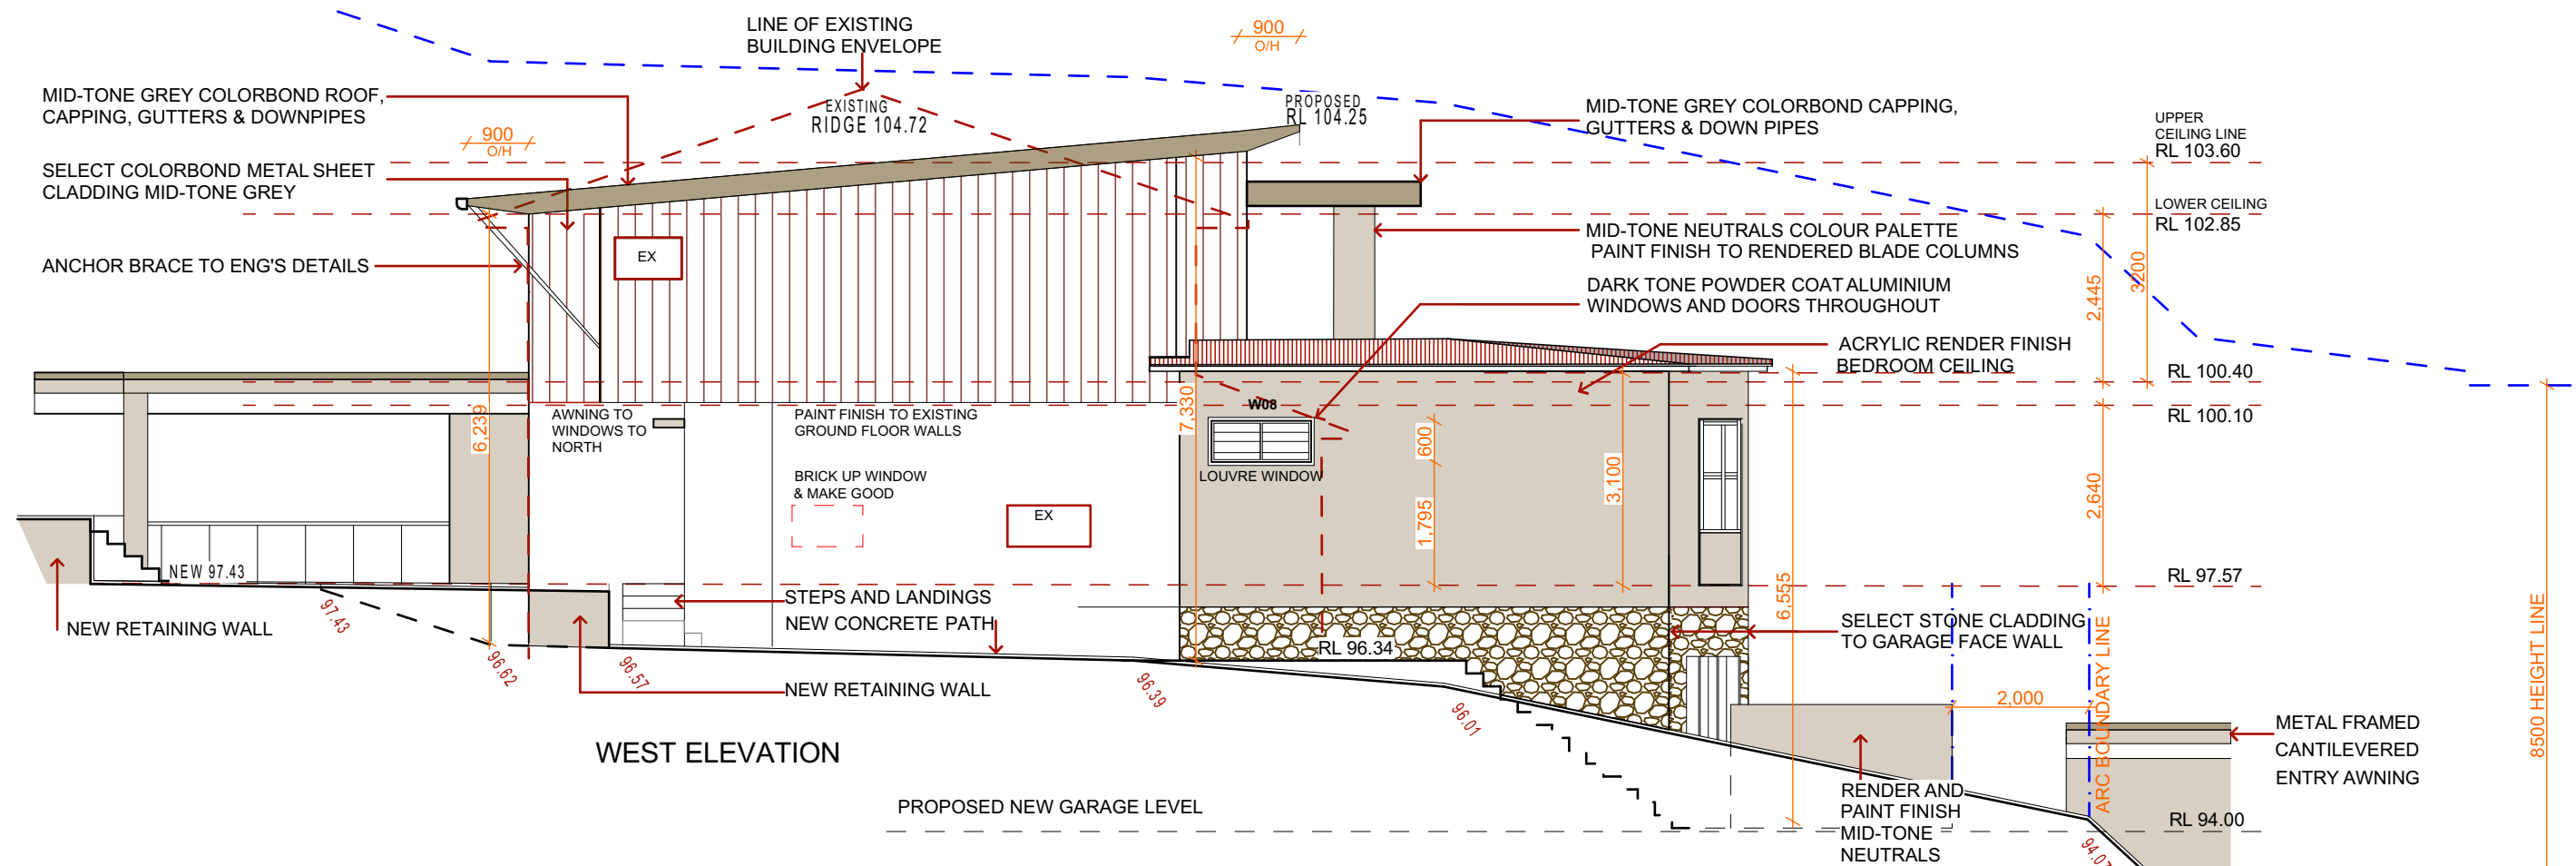 LINE OF EXISTING
BUILDING ENVELOPE
900
O/H
MID-TONE GREY COLORBOND ROOF,
CAPPING, GUTTERS & DOWNPIPES
EXISTING
RIDGE 104.72
PROPOSED
RL 104.25
MID-TONE GREY COLORBOND CAPPING,
GUTTERS & DOWN PIPES
UPPER
CEILING LINE
RL 103.60
900
O/H
SELECT COLORBOND METAL SHEET
CLADDING MID-TONE GREY
LOWER CEILING
RL 102.85
MID-TONE NEUTRALS COLOUR PALETTE
PAINT FINISH TO RENDERED BLADE COLUMNS
ANCHOR BRACE TO ENG'S DETAILS
EX
DARK TONE POWDER COAT ALUMINIUM
WINDOWS AND DOORS THROUGHOUT
2,445
3200
ACRYLIC RENDER FINISH
BEDROOM CEILING
RL 100.40
RL 100.10
6,239
AWNING TO
WINDOWS TO
NORTH
PAINT FINISH TO EXISTING
GROUND FLOOR WALLS
7,330
W08
600
LOUVRE WINDOW
3,100
2,640
BRICK UP WINDOW
& MAKE GOOD
EX
1,795
NEW 97.43
RL 97.57
97.43
NEW RETAINING WALL
STEPS AND LANDINGS
NEW CONCRETE PATH
6,555
SELECT STONE CLADDING
TO GARAGE FACE WALL
RL 96.34
96.62
96.57
96.39
96.01
NEW RETAINING WALL
2,000
ARC BOUNDARY LINE
8500 HEIGHT LINE
METAL FRAMED
CANTILEVERED
ENTRY AWNING
WEST ELEVATION
PROPOSED NEW GARAGE LEVEL
RENDER AND
PAINT FINISH
MID-TONE
NEUTRALS
RL 94.00
94.07